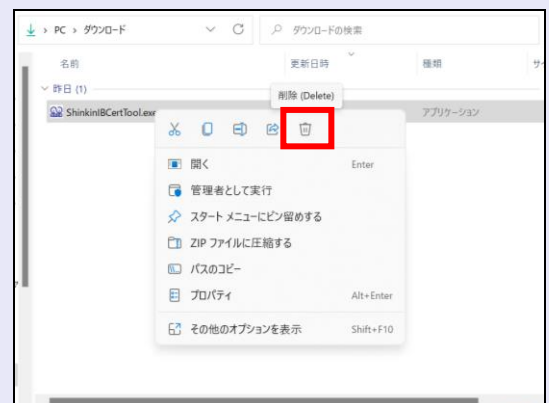 PC > ダウンロード
ダウンロードの検索
名前 更新日時 種類 サ
昨日 (1)
削除 (Delete)
ShinkinIBCertTool.exe アプリケーション
開く Enter
管理者として実行
スタート メニューにピン留めする
ZIP ファイルに圧縮する
パスのコピー
プロパティ Alt+Enter
その他のオプションを表示 Shift+F10